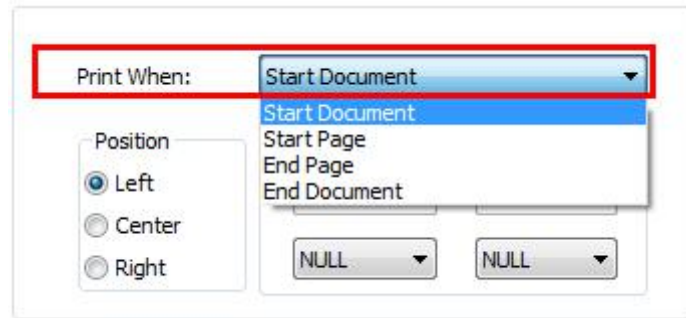 Print When: Start Document
Start Document
Start Page
End Page
End Document
Position
Left
Center
Right
NULL NULL